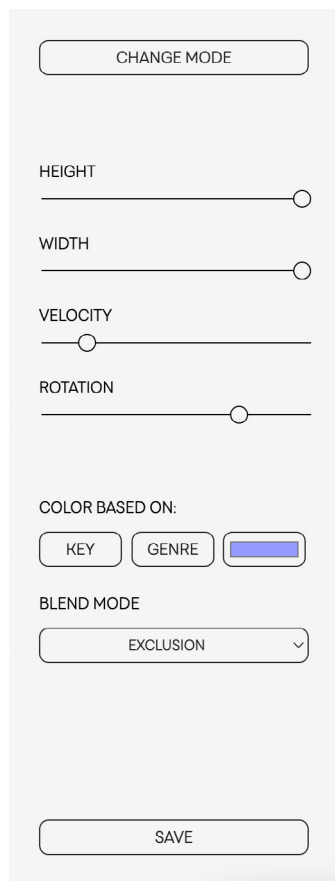 CHANGE MODE
HEIGHT
WIDTH
VELOCITY
ROTATION
COLOR BASED ON:
KEY GENRE
BLEND MODE
EXCLUSION
SAVE